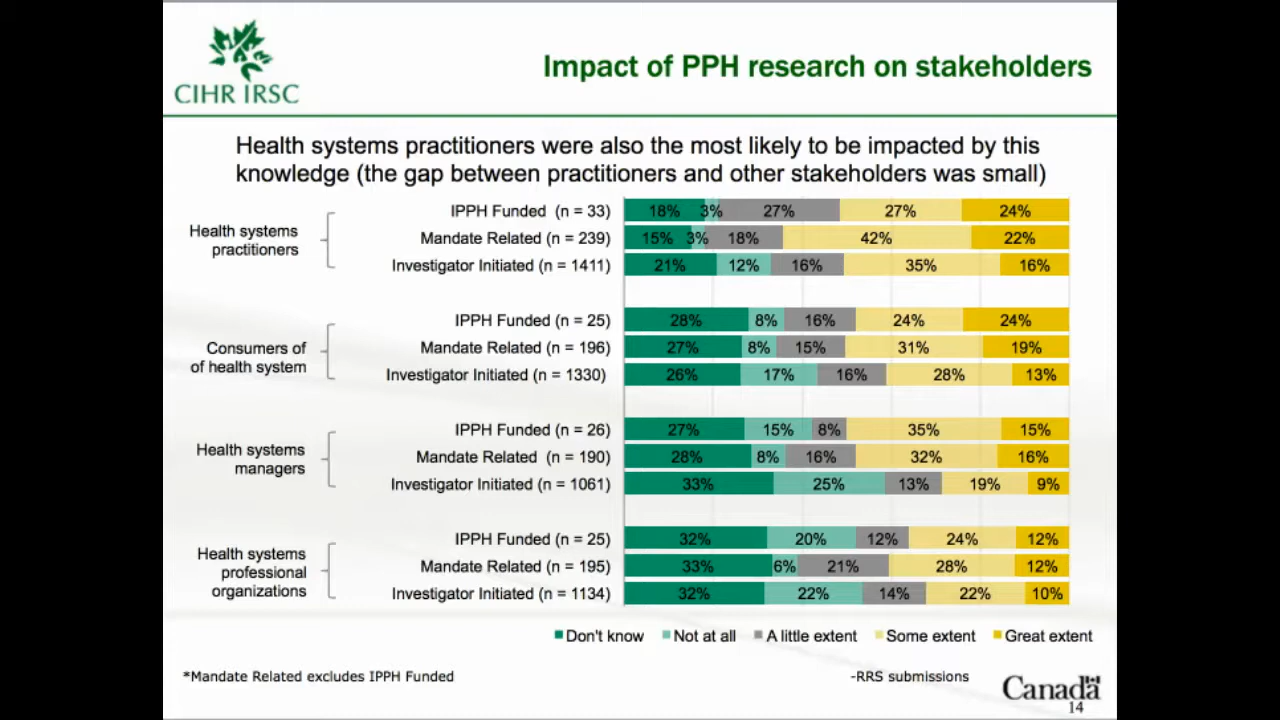 CIHR IRSC
Impact of PPH research on stakeholders
Health systems practitioners were also the most likely to be impacted by this
knowledge (the gap between practitioners and other stakeholders was small)
Health systems
practitioners
IPPH Funded (n = 33)
18% 3% 27% 27% 24%
Mandate Related (n = 239)
15% 3% 18% 42% 22%
Investigator Initiated (n = 1411)
21% 12% 16% 35% 16%
Consumers of
of health system
IPPH Funded (n = 25)
28% 8% 16% 24% 24%
Mandate Related (n = 196)
27% 8% 15% 31% 19%
Investigator Initiated (n = 1330)
26% 17% 16% 28% 13%
Health systems
managers
IPPH Funded (n = 26)
27% 15% 8% 35% 15%
Mandate Related (n = 190)
28% 8% 16% 32% 16%
Investigator Initiated (n = 1061)
33% 25% 13% 19% 9%
Health systems
professional
organizations
IPPH Funded (n = 25)
32% 20% 12% 24% 12%
Mandate Related (n = 195)
33% 6% 21% 28% 12%
Investigator Initiated (n = 1134)
32% 22% 14% 22% 10%
Don't know Not at all A little extent Some extent Great extent
*Mandate Related excludes IPPH Funded
-RRS submissions
Canada
14